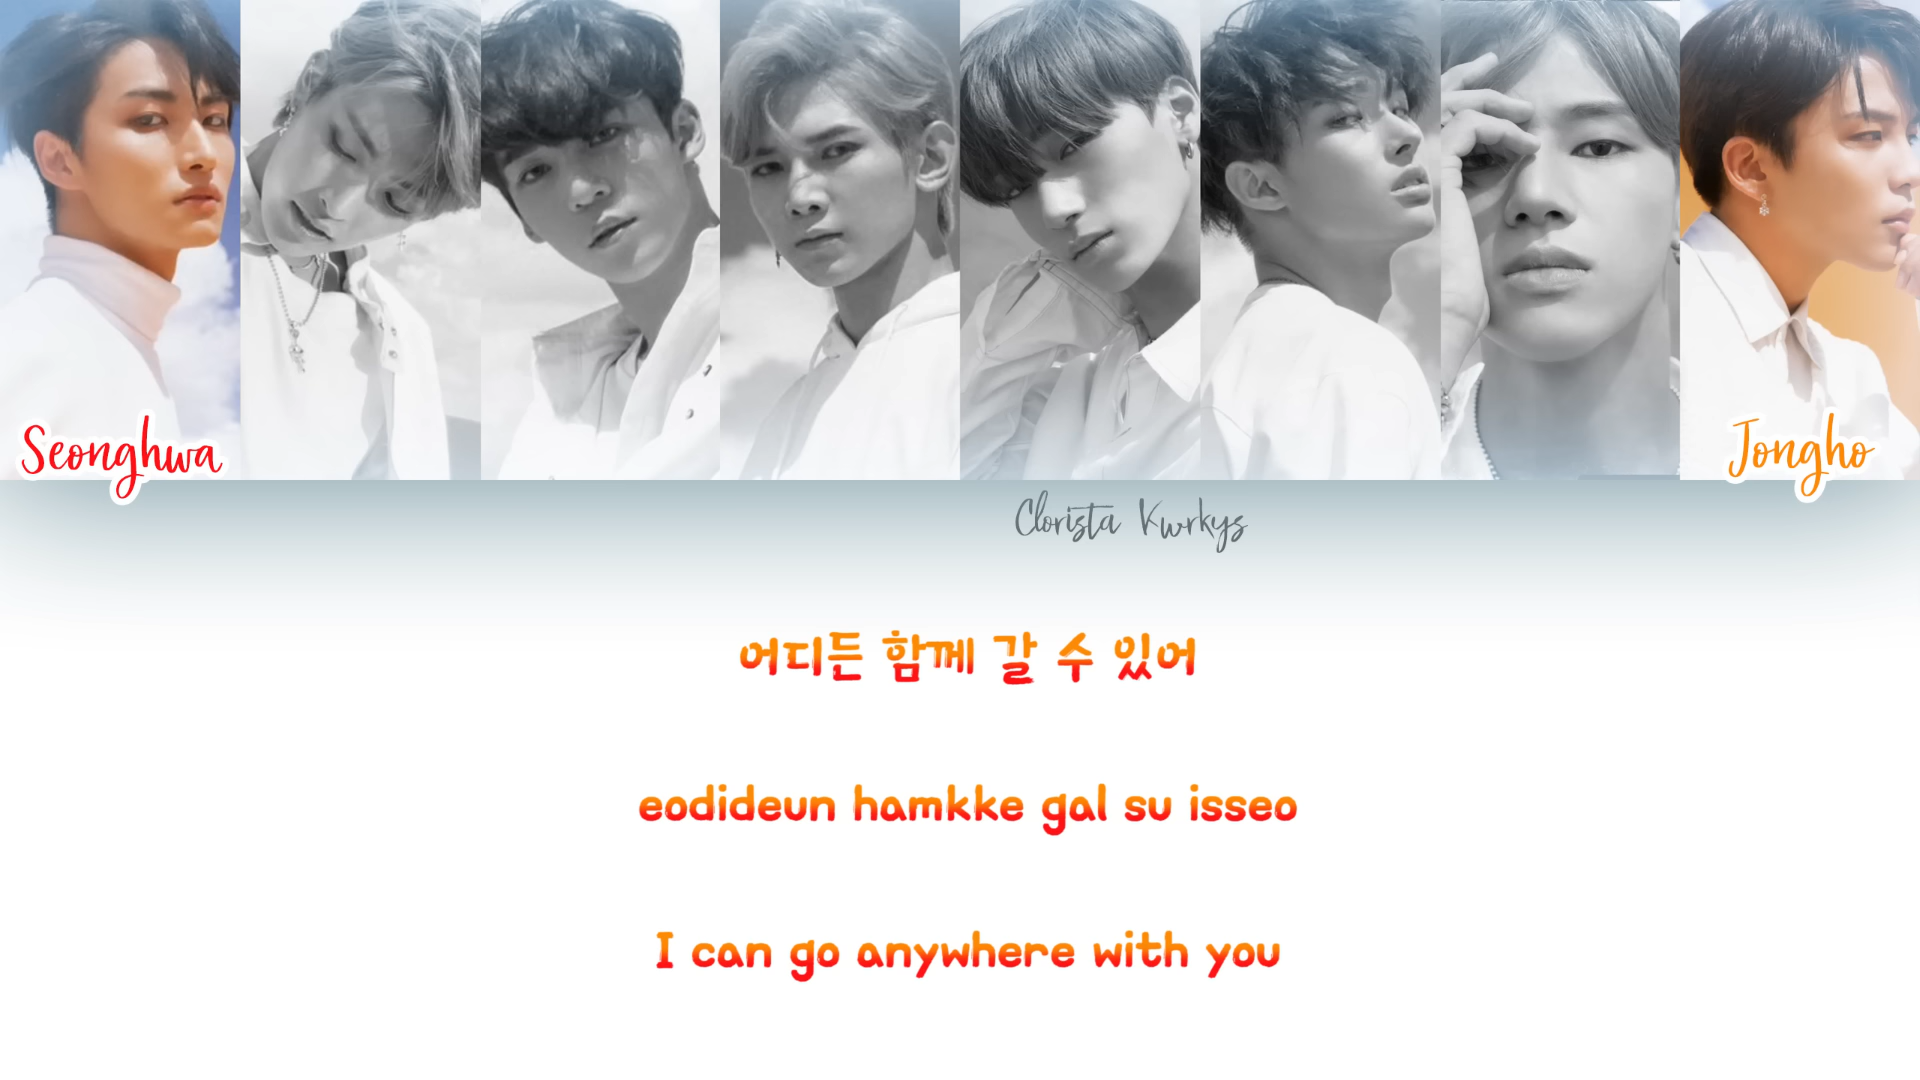 Seonghwa
Jongho
Clorista Kwrkys
어디든 함께 갈 수 있어
eodideun hamkke gal su isseo
I can go anywhere with you